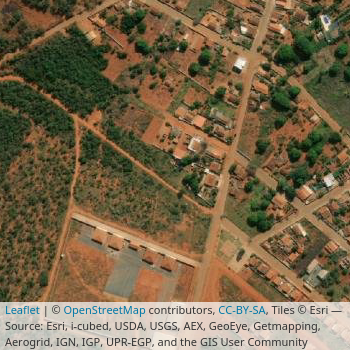 Leaflet | © OpenStreetMap contributors, CC-BY-SA, Tiles © Esri —
Source: Esri, i-cubed, USDA, USGS, AEX, GeoEye, Getmapping,
Aerogrid, IGN, IGP, UPR-EGP, and the GIS User Community